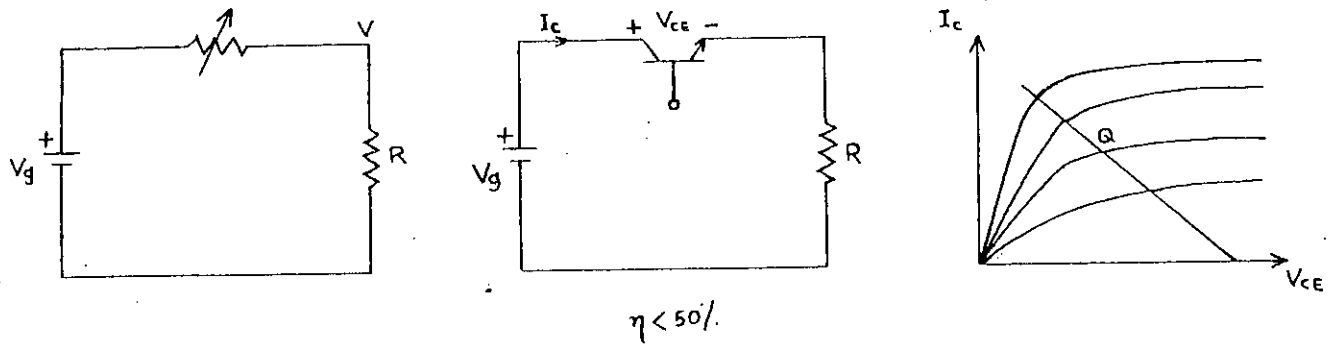 V
+
Vg
R
Ic
+ VCE -
+
Vg
R
η < 50%.
Ic
Q
VCE